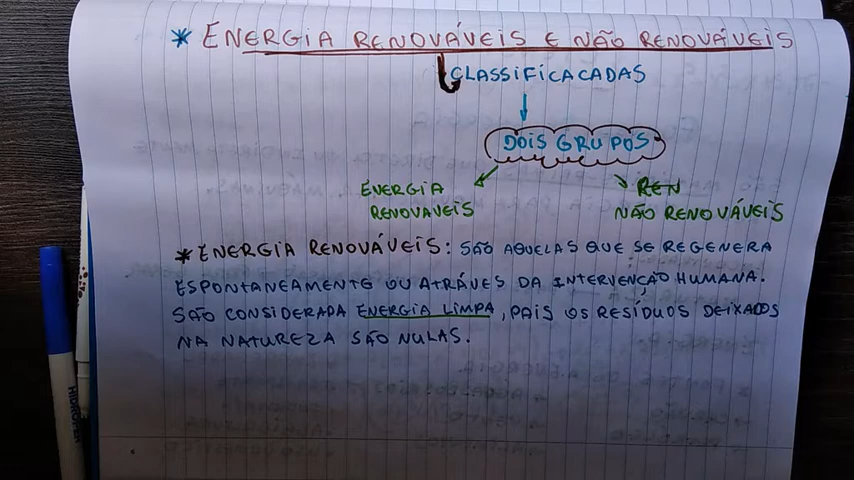 * ENERGIA RENOVÁVEIS E NÃO RENOVÁVEIS
CLASSIFICACADAS
DOIS GRUPOS
ENERGIA
RENOVAVEIS
REN
NÃO RENOVÁVEIS
* ENERGIA RENOVÁVEIS: SÃO AQUELAS QUE SE REGENERA
ESPONTANEAMENTE OU ATRÁVES DA INTERVENÇÃO HUMANA.
SÃO CONSIDERADA ENERGIA LIMPA, PAIS OS RESÍDUOS DEIXADOS
NA NATUREZA SÃO NULAS.
HIDROPEN